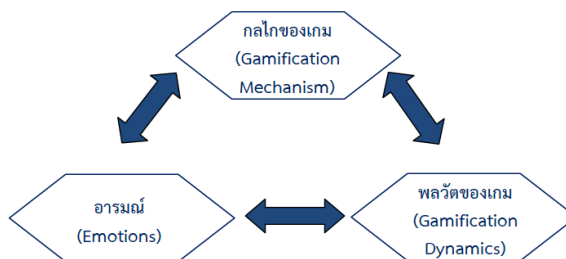 กลไกของเกม
(Gamification
Mechanism)
อารมณ์
(Emotions)
พลวัตของเกม
(Gamification
Dynamics)